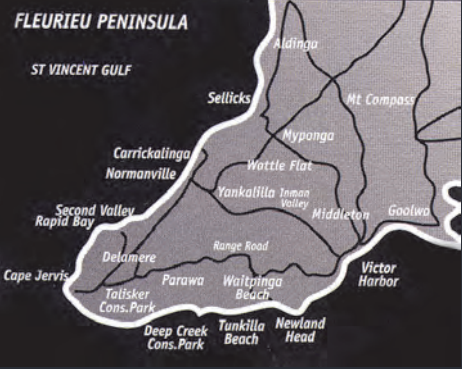 FLEURIEU PENINSULA
ST VINCENT GULF
Aldinga
Sellicks
Mt Compass
Myponga
Carrickalinga
Wattle Flat
Normanville
Yankalilla
Inman
Valley
Second Valley
Rapid Bay
Middleton
Goolwa
Range Road
Delamere
Cape Jervis
Parawa
Waitpinga
Beach
Victor
Harbor
Talisker
Cons.Park
Deep Creek
Cons.Park
Tunkilla
Beach
Newland
Head